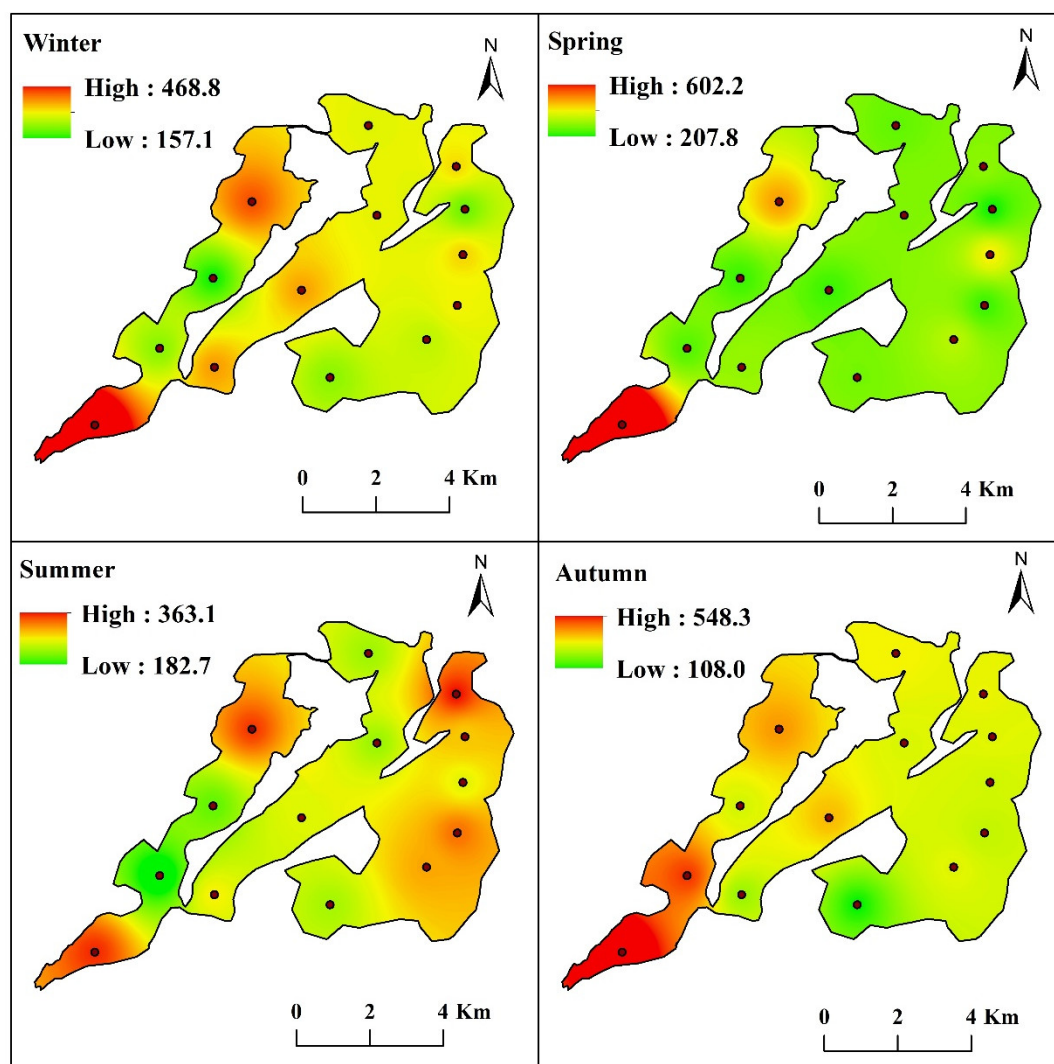 Winter
N
High : 468.8
Low : 157.1
0 2 4 Km
Spring
N
High : 602.2
Low : 207.8
0 2 4 Km
Summer
N
High : 363.1
Low : 182.7
0 2 4 Km
Autumn
N
High : 548.3
Low : 108.0
0 2 4 Km